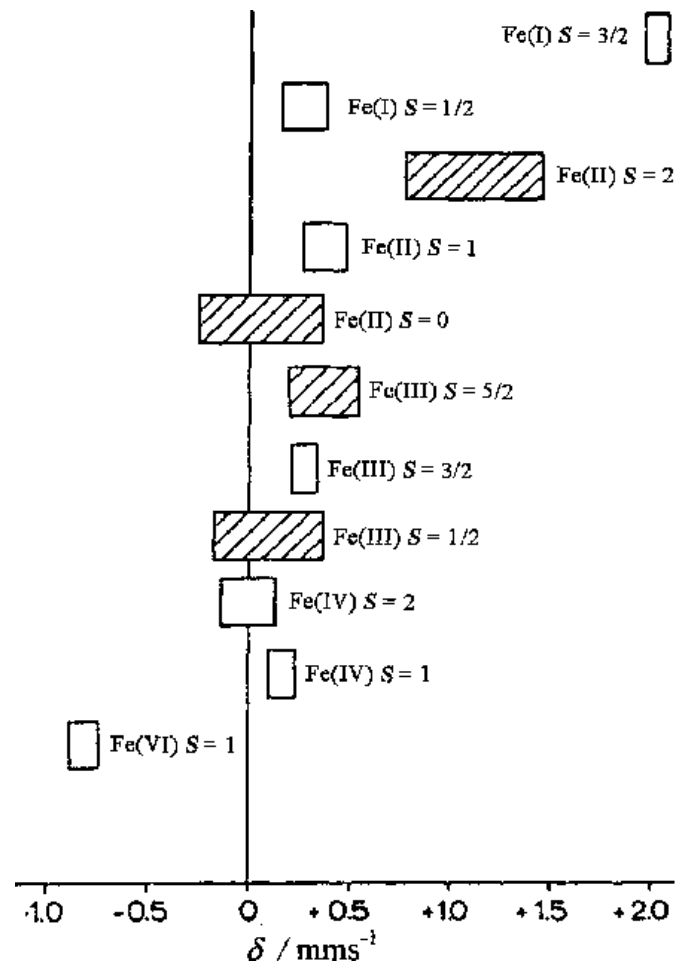 Fe(I) S = 3/2
Fe(I) S = 1/2
Fe(II) S = 2
Fe(II) S = 1
Fe(II) S = 0
Fe(III) S = 5/2
Fe(III) S = 3/2
Fe(III) S = 1/2
Fe(IV) S = 2
Fe(IV) S = 1
Fe(VI) S = 1
-1.0 -0.5 0 +0.5 +1.0 +1.5 +2.0
δ / mms⁻¹